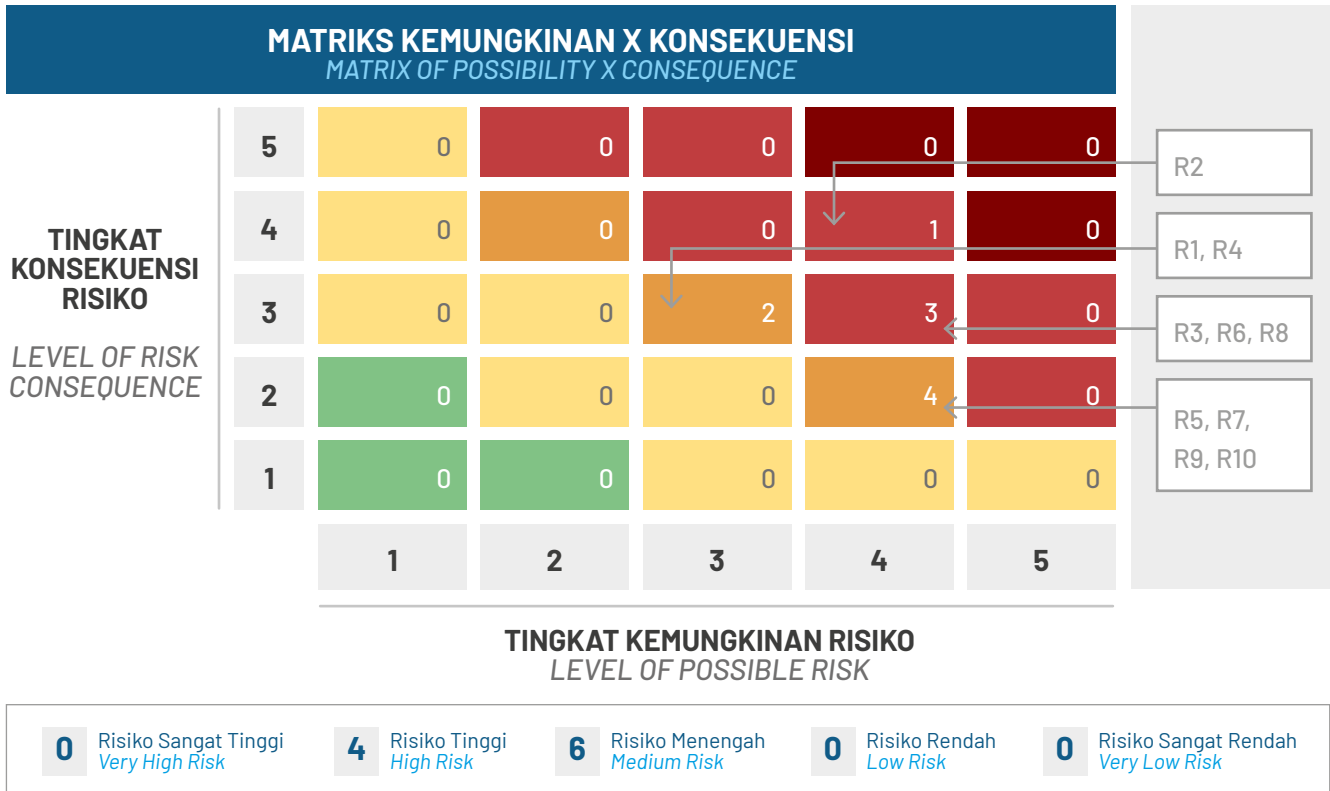 MATRIKS KEMUNGKINAN X KONSEKUENSI
MATRIX OF POSSIBILITY X CONSEQUENCE
TINGKAT
KONSEKUENSI
RISIKO
LEVEL OF RISK
CONSEQUENCE
5 0 0 0 0 0
4 0 0 0 1 0
3 0 0 2 3 0
2 0 0 0 4 0
1 0 0 0 0 0
1 2 3 4 5
R2
R1, R4
R3, R6, R8
R5, R7,
R9, R10
TINGKAT KEMUNGKINAN RISIKO
LEVEL OF POSSIBLE RISK
0 Risiko Sangat Tinggi
Very High Risk
4 Risiko Tinggi
High Risk
6 Risiko Menengah
Medium Risk
0 Risiko Rendah
Low Risk
0 Risiko Sangat Rendah
Very Low Risk